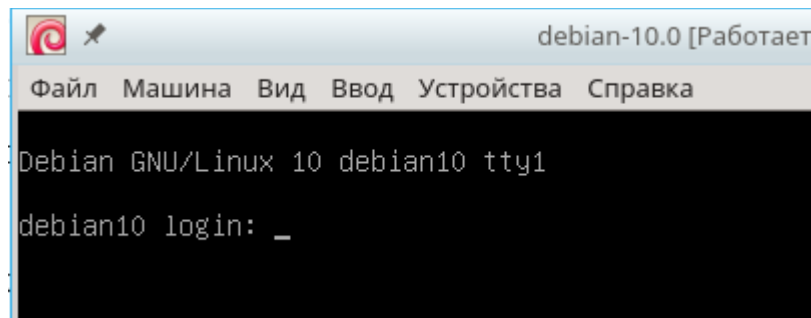 debian-10.0 [Работает
Файл Машина Вид Ввод Устройства Справка
Debian GNU/Linux 10 debian10 tty1
debian10 login: _